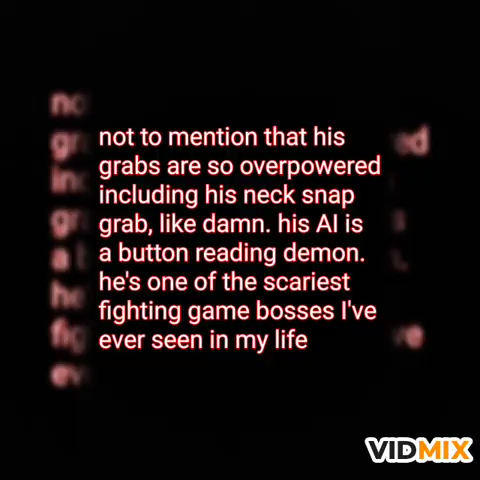 not to mention that his
grabs are so overpowered
including his neck snap
grab, like damn. his AI is
a button reading demon.
he's one of the scariest
fighting game bosses I've
ever seen in my life
VIDMIX